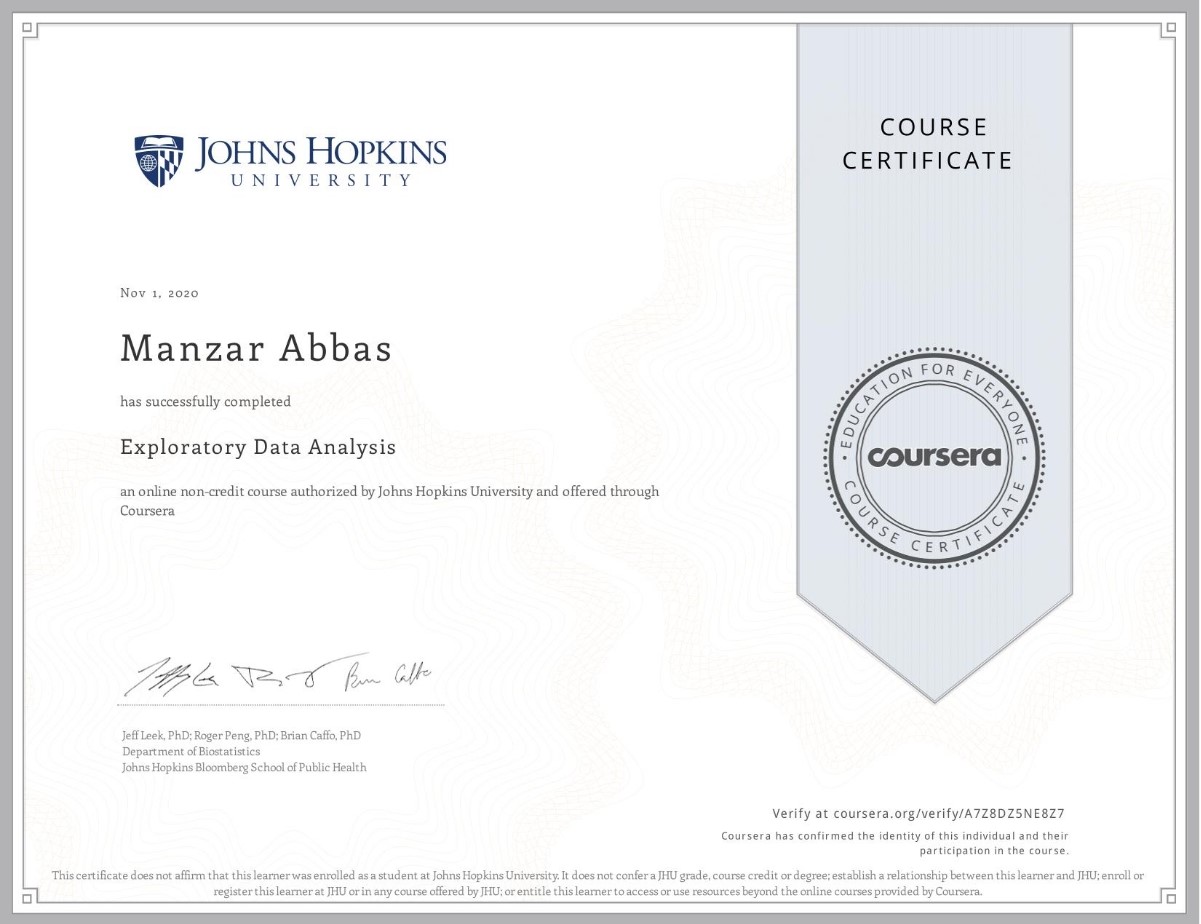 JOHNS HOPKINS
UNIVERSITY
COURSE
CERTIFICATE
Nov 1, 2020
Manzar Abbas
has successfully completed
Exploratory Data Analysis
an online non-credit course authorized by Johns Hopkins University and offered through
Coursera
EDUCATION FOR EVERYONE
coursera
COURSE CERTIFICATE
Jeff Leek, PhD; Roger Peng, PhD; Brian Caffo, PhD
Department of Biostatistics
Johns Hopkins Bloomberg School of Public Health
Verify at coursera.org/verify/A7Z8DZ5NE8Z7
Coursera has confirmed the identity of this individual and their
participation in the course.
This certificate does not affirm that this learner was enrolled as a student at Johns Hopkins University. It does not confer a JHU grade, course credit or degree; establish a relationship between this learner and JHU; enroll or
register this learner at JHU or in any course offered by JHU; or entitle this learner to access or use resources beyond the online courses provided by Coursera.